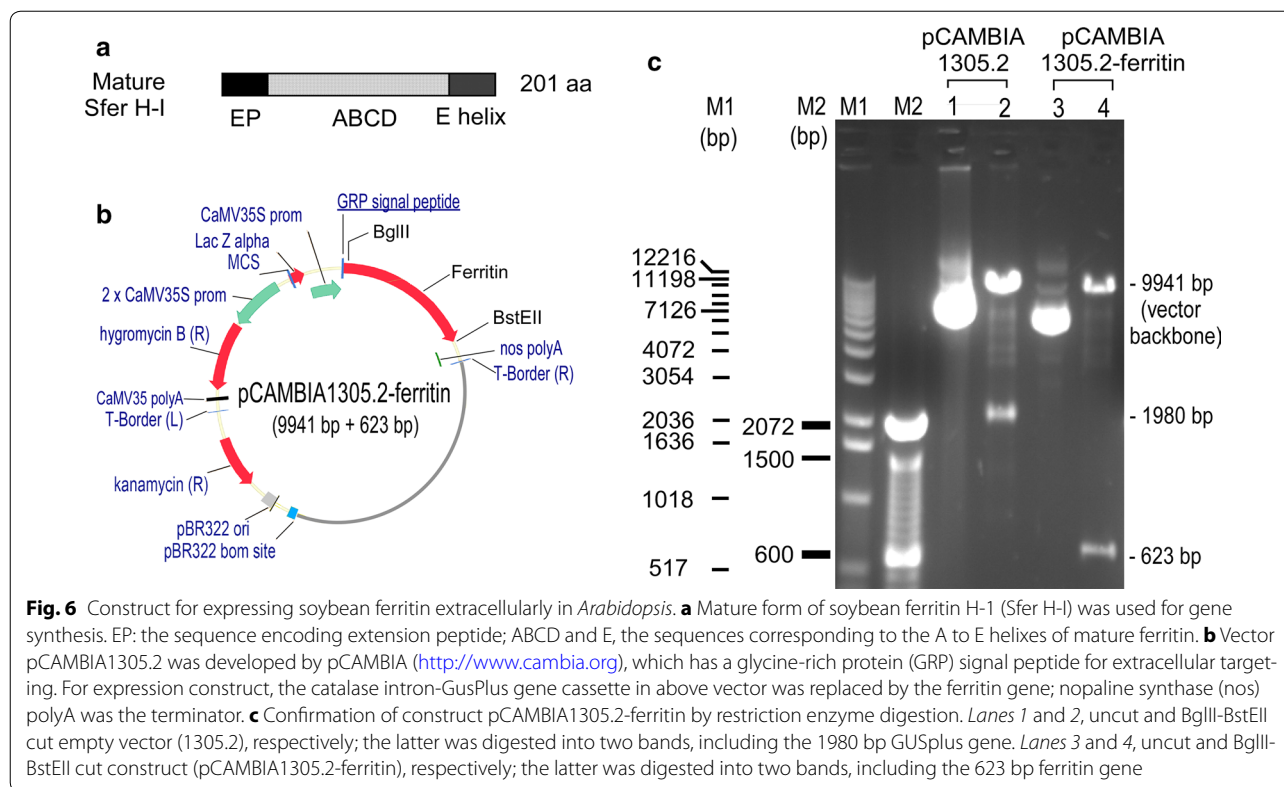 a
Mature
Sfer H-I
201 aa
EP
ABCD
E helix
b
GRP signal peptide
CaMV35S prom
BglII
Lac Z alpha
MCS
Ferritin
2 x CaMV35S prom
BstEII
hygromycin B (R)
nos polyA
T-Border (R)
CaMV35 polyA
T-Border (L)
pCAMBIA1305.2-ferritin
(9941 bp + 623 bp)
kanamycin (R)
pBR322 ori
pBR322 bom site
c
pCAMBIA
1305.2
pCAMBIA
1305.2-ferritin
M1
(bp)
M2
(bp)
M1 M2 1 2 3 4
12216
11198
7126
4072
3054
2036
1636
1018
517
2072
1500
600
- 9941 bp
(vector
backbone)
- 1980 bp
- 623 bp
Fig. 6 Construct for expressing soybean ferritin extracellularly in Arabidopsis. a Mature form of soybean ferritin H-1 (Sfer H-I) was used for gene
synthesis. EP: the sequence encoding extension peptide; ABCD and E, the sequences corresponding to the A to E helixes of mature ferritin. b Vector
pCAMBIA1305.2 was developed by pCAMBIA (http://www.cambia.org), which has a glycine-rich protein (GRP) signal peptide for extracellular target-
ing. For expression construct, the catalase intron-GusPlus gene cassette in above vector was replaced by the ferritin gene; nopaline synthase (nos)
polyA was the terminator. c Confirmation of construct pCAMBIA1305.2-ferritin by restriction enzyme digestion. Lanes 1 and 2, uncut and BglII-BstEII
cut empty vector (1305.2), respectively; the latter was digested into two bands, including the 1980 bp GUSplus gene. Lanes 3 and 4, uncut and BglII-
BstEII cut construct (pCAMBIA1305.2-ferritin), respectively; the latter was digested into two bands, including the 623 bp ferritin gene